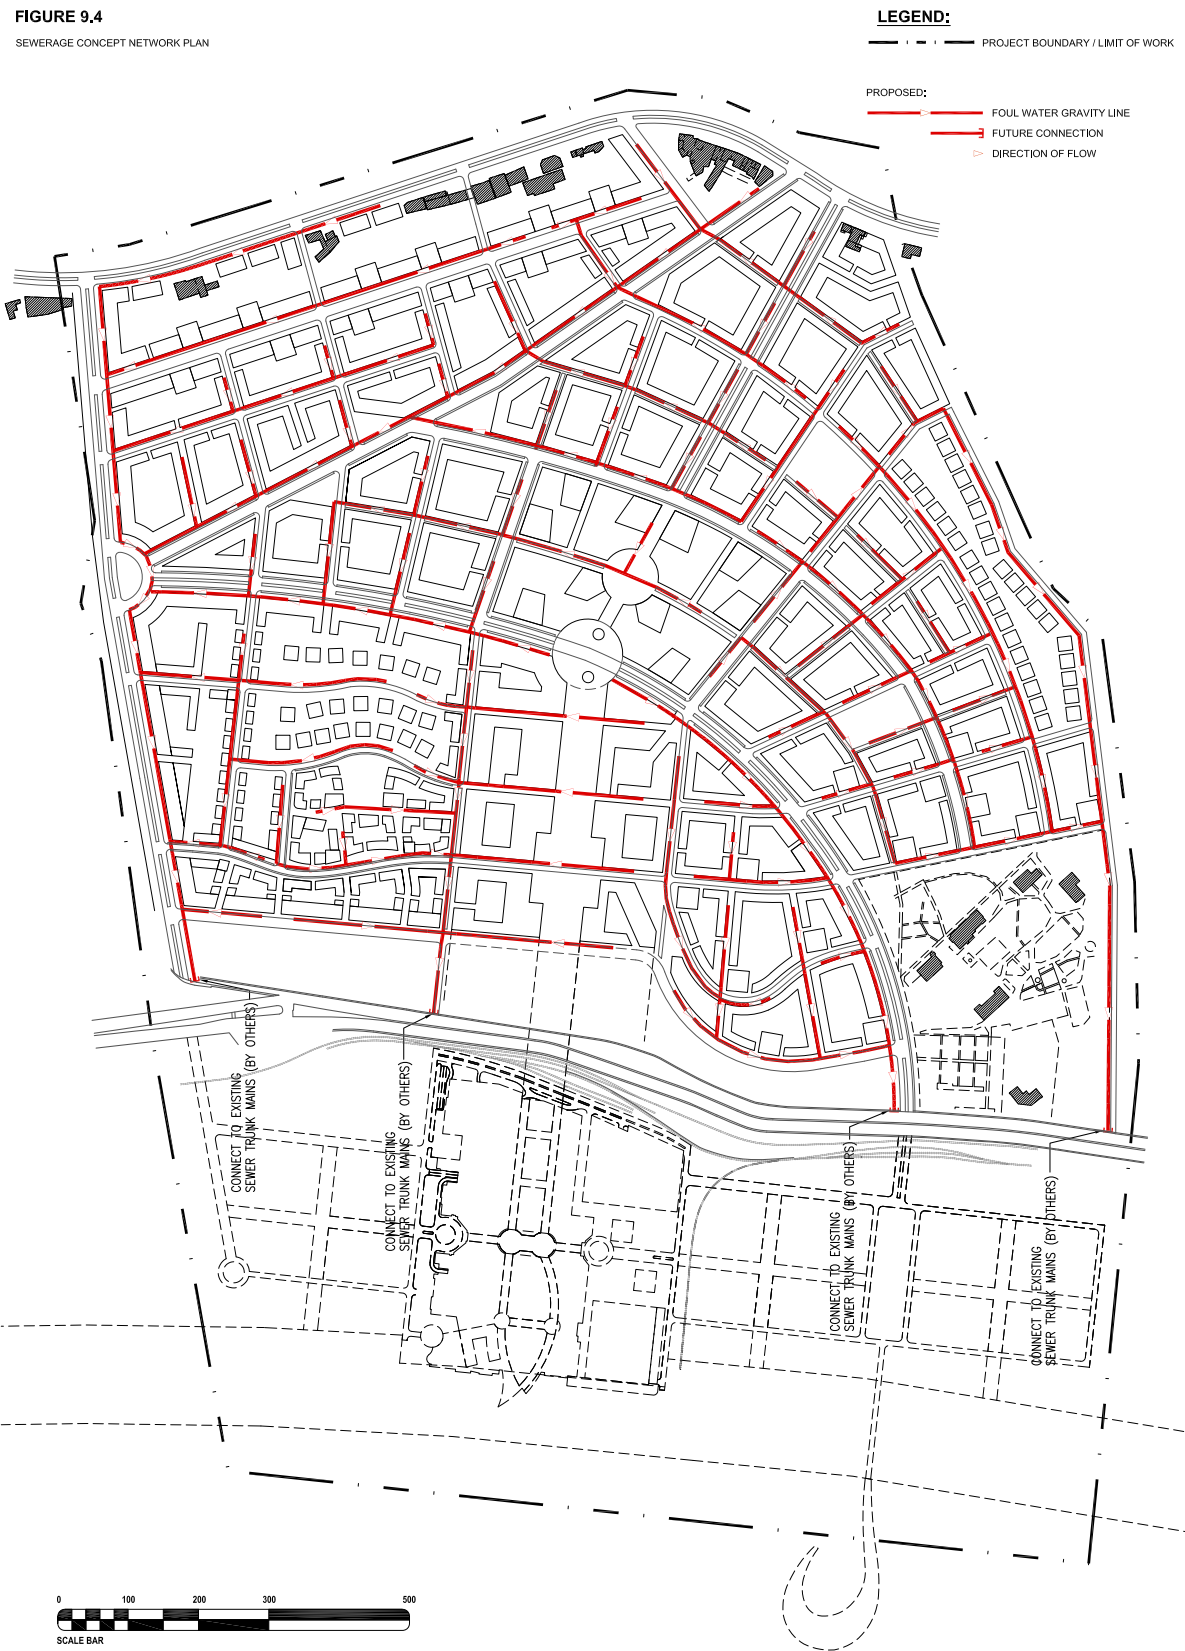 FIGURE 9.4
SEWERAGE CONCEPT NETWORK PLAN
LEGEND:
PROJECT BOUNDARY / LIMIT OF WORK
PROPOSED:
FOUL WATER GRAVITY LINE
FUTURE CONNECTION
DIRECTION OF FLOW
CONNECT TO EXISTING
SEWER TRUNK MAINS (BY OTHERS)
CONNECT TO EXISTING
SEWER TRUNK MAINS (BY OTHERS)
CONNECT TO EXISTING
SEWER TRUNK MAINS (BY OTHERS)
CONNECT TO EXISTING
SEWER TRUNK MAINS (BY OTHERS)
0 100 200 300 500
SCALE BAR